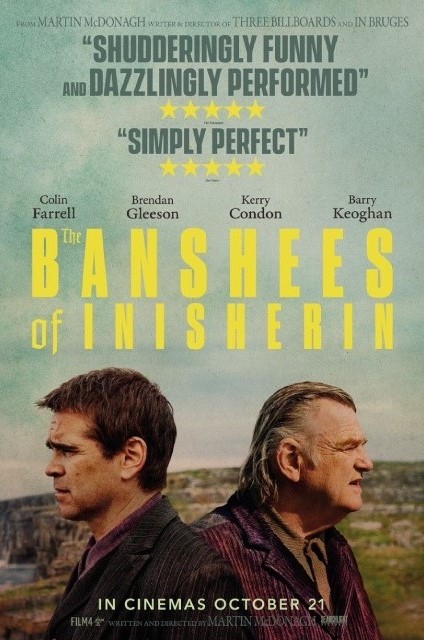 FROM MARTIN McDONAGH WRITER & DIRECTOR OF THREE BILLBOARDS AND IN BRUGES
“SHUDDERINGLY FUNNY
AND DAZZLINGLY PERFORMED”
“SIMPLY PERFECT”
Colin Farrell
Brendan Gleeson
Kerry Condon
Barry Keoghan
The BANSHEES
of INISHERIN
IN CINEMAS OCTOBER 21
FILM4 WRITTEN AND DIRECTED BY MARTIN McDONAGH SEARCHLIGHT